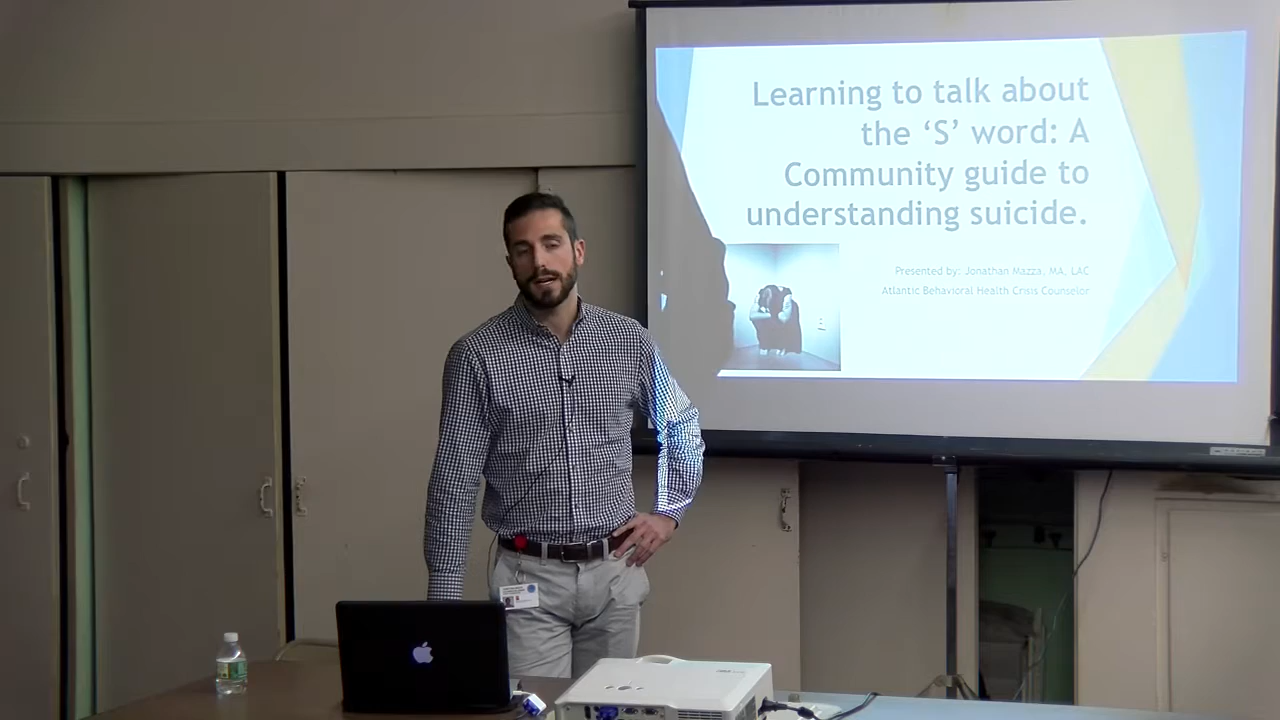 Learning to talk about
the ‘S’ word: A
Community guide to
understanding suicide.
Presented by: Jonathan Mazza, MA, LAC
Atlantic Behavioral Health Crisis Counselor